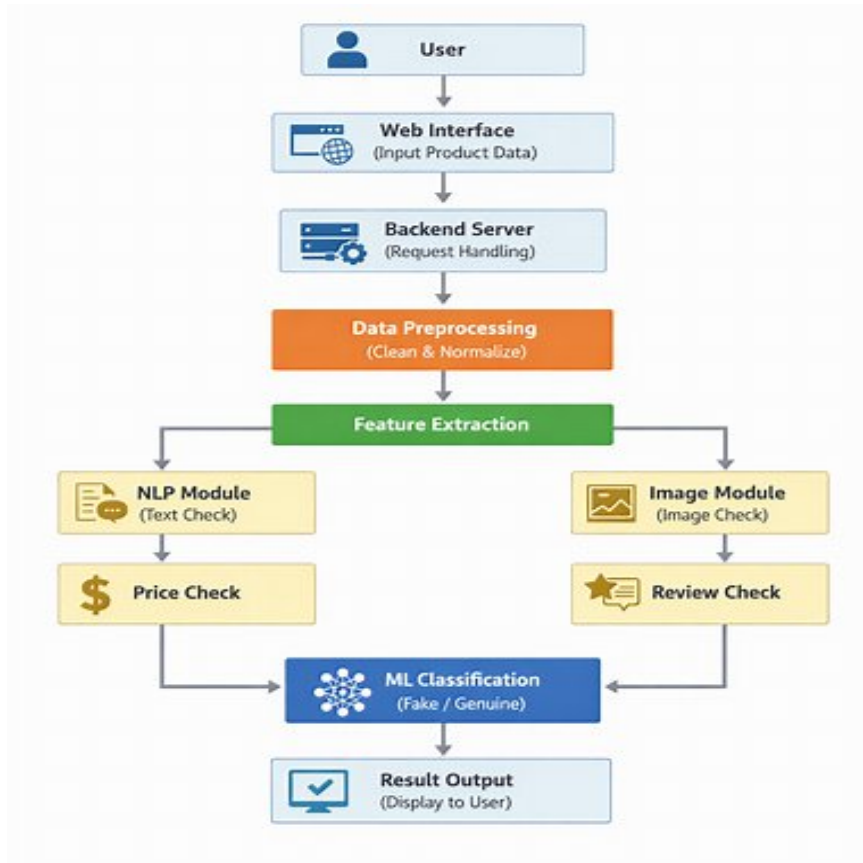 User
Web Interface
(Input Product Data)
Backend Server
(Request Handling)
Data Preprocessing
(Clean & Normalize)
Feature Extraction
NLP Module
(Text Check)
Image Module
(Image Check)
$ Price Check
Review Check
ML Classification
(Fake / Genuine)
Result Output
(Display to User)